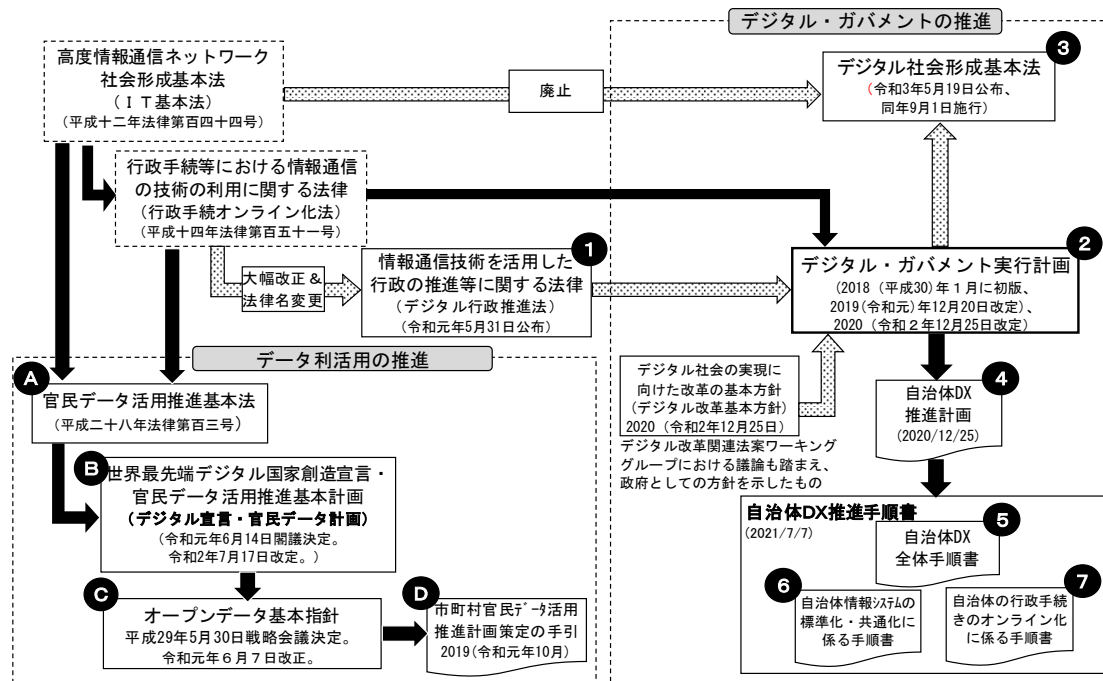 デジタル・ガバメントの推進
高度情報通信ネットワーク
社会形成基本法
(IT基本法)
(平成十二年法律第百四十四号)
廃止
3
デジタル社会形成基本法
(令和3年5月19日公布、
同年9月1日施行)
行政手続等における情報通信
の技術の利用に関する法律
(行政手続オンライン化法)
(平成十四年法律第百五十一号)
大幅改正&
法律名変更
1
情報通信技術を活用した
行政の推進等に関する法律
(デジタル行政推進法)
(令和元年5月31日公布)
2
デジタル・ガバメント実行計画
(2018(平成30)年1月に初版、
2019(令和元)年12月20日改定)、
2020(令和2年12月25日改定)
データ利活用の推進
A
官民データ活用推進基本法
(平成二十八年法律第百三号)
B
世界最先端デジタル国家創造宣言・
官民データ活用推進基本計画
(デジタル宣言・官民データ計画)
(令和元年6月14日閣議決定。
令和2年7月17日改定。)
C
オープンデータ基本指針
平成29年5月30日戦略会議決定。
令和元年6月7日改正。
D
市町村官民データ活用
推進計画策定の手引
2019(令和元年10月)
デジタル社会の実現に
向けた改革の基本方針
(デジタル改革基本方針)
2020(令和2年12月25日)
デジタル改革関連法案ワーキング
グループにおける議論も踏まえ、
政府としての方針を示したもの
4
自治体DX
推進計画
(2020/12/25)
自治体DX推進手順書
(2021/7/7)
5
自治体DX
全体手順書
6
自治体情報システムの
標準化・共通化に
係る手順書
7
自治体の行政手続
きのオンライン化
に係る手順書